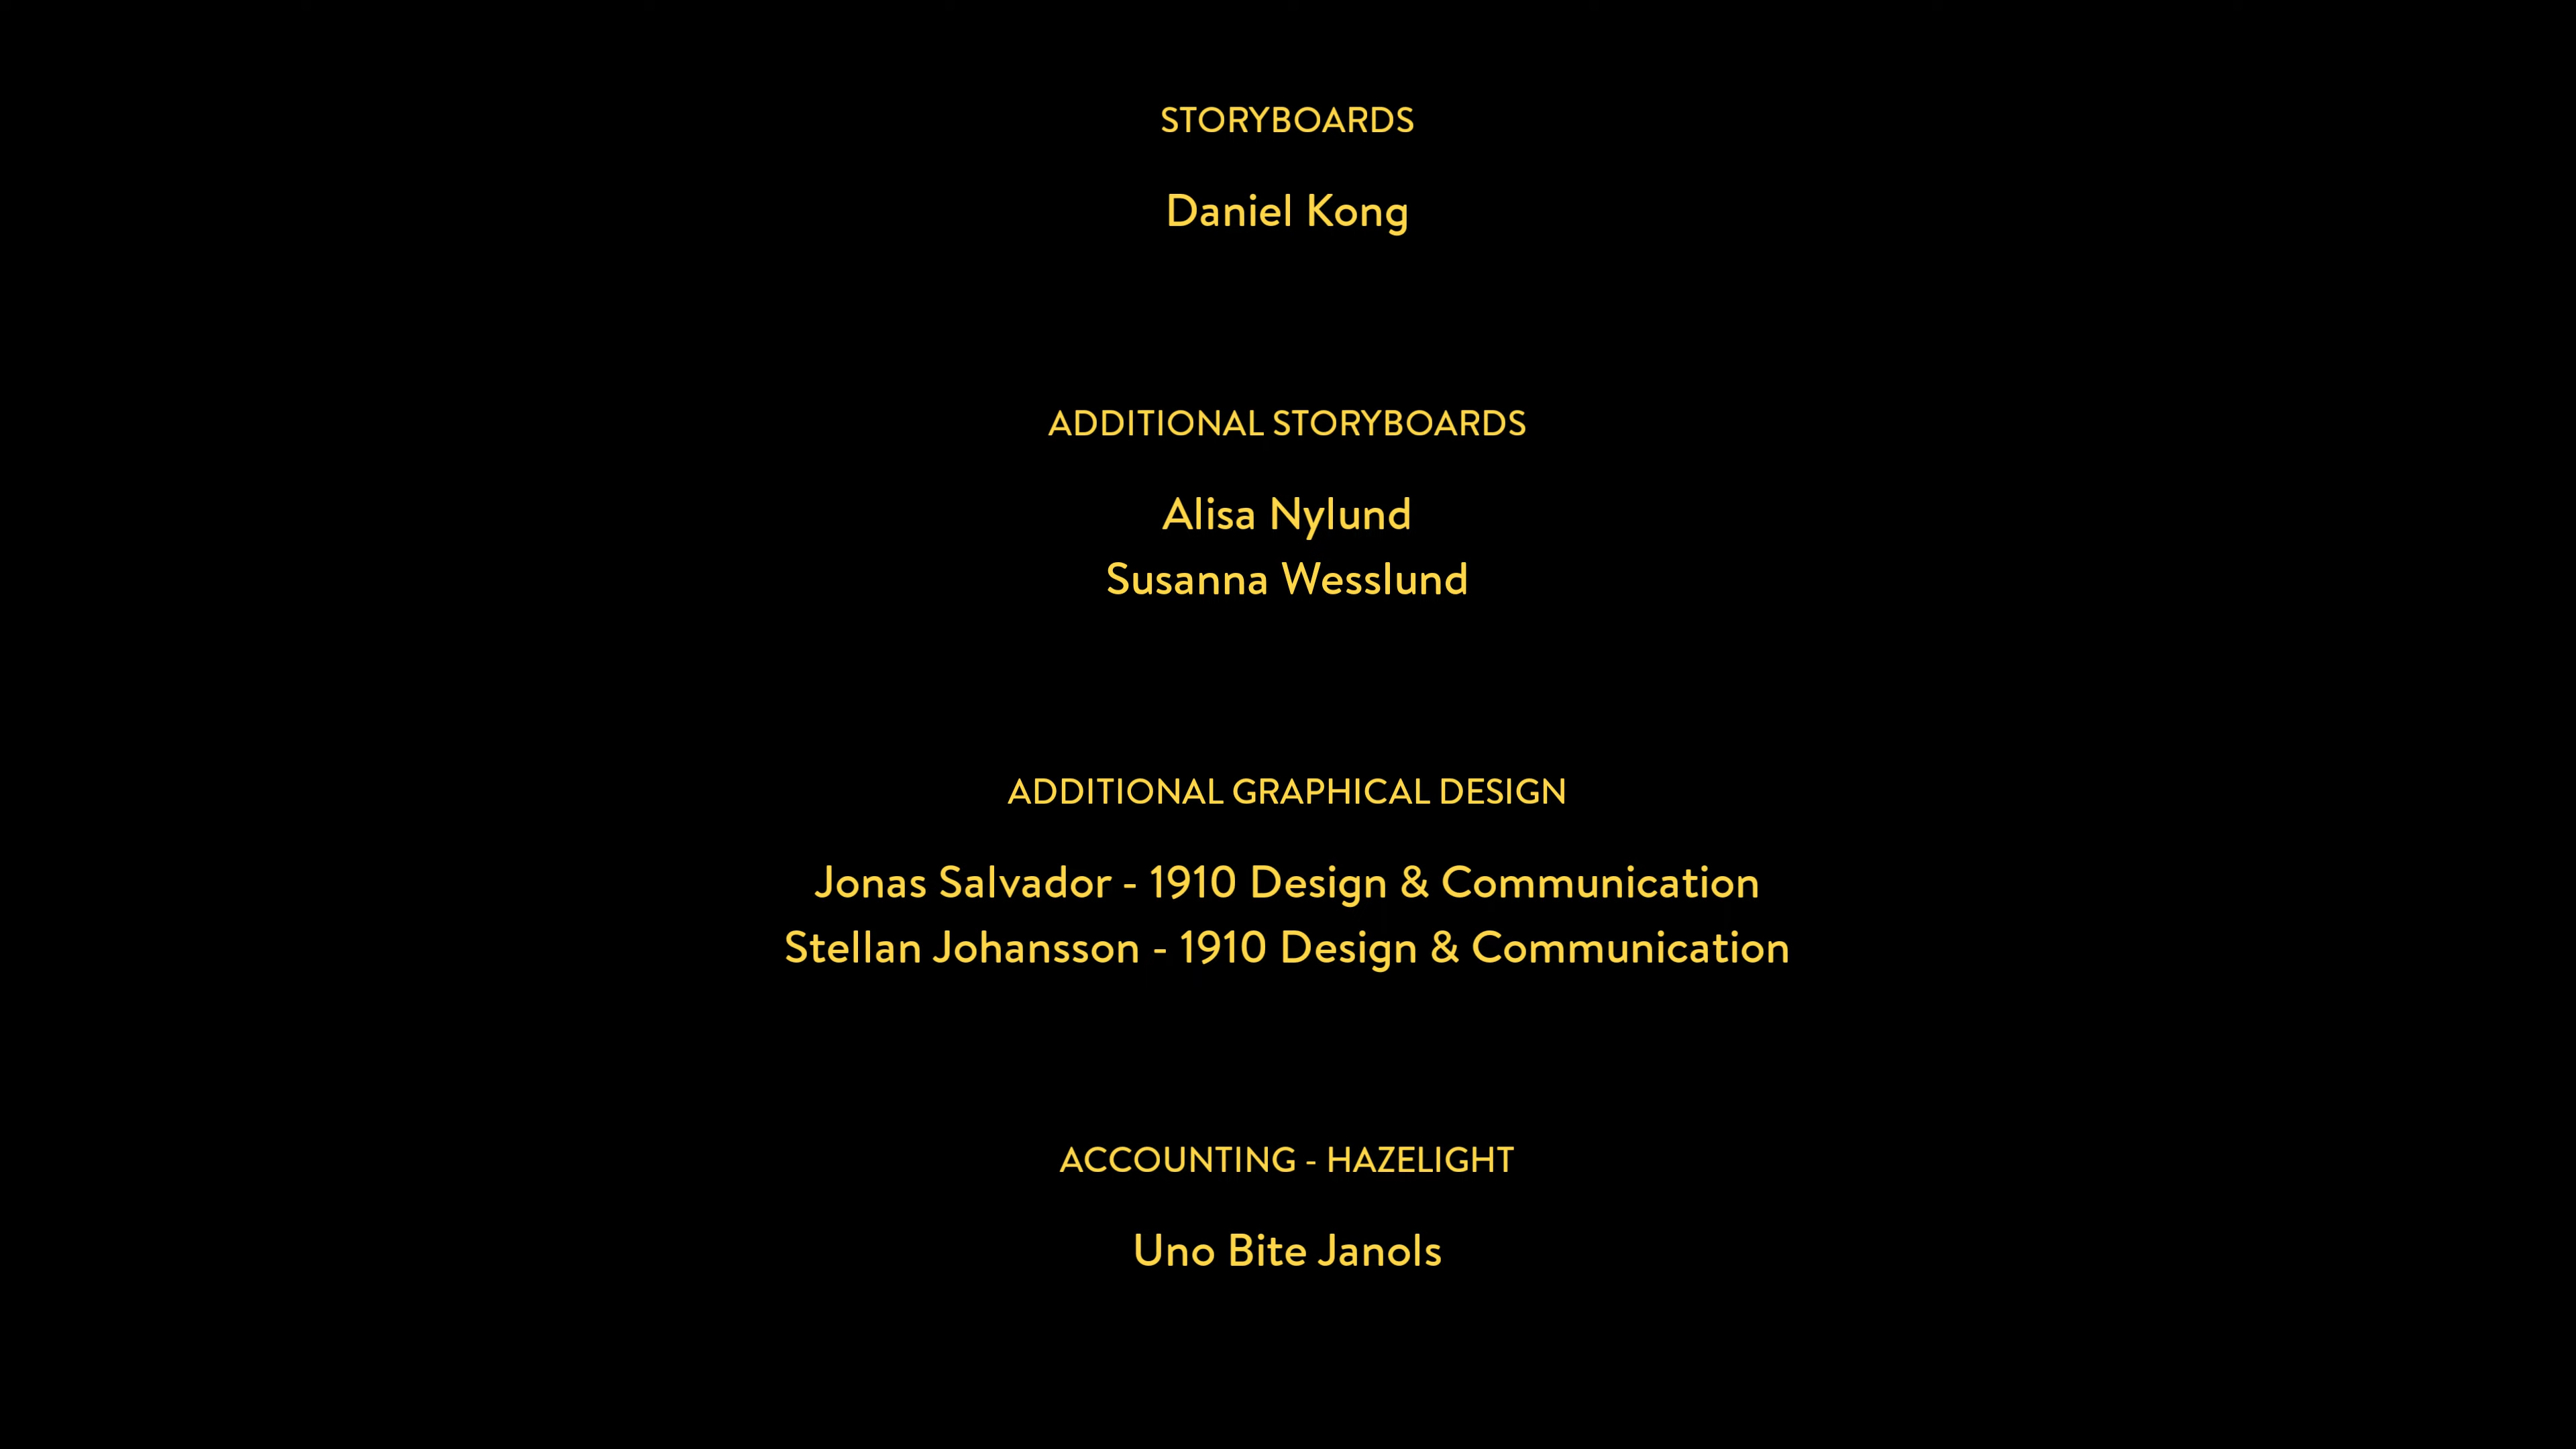 STORYBOARDS
Daniel Kong
ADDITIONAL STORYBOARDS
Alisa Nylund
Susanna Wesslund
ADDITIONAL GRAPHICAL DESIGN
Jonas Salvador - 1910 Design & Communication
Stellan Johansson - 1910 Design & Communication
ACCOUNTING - HAZELIGHT
Uno Bite Janols